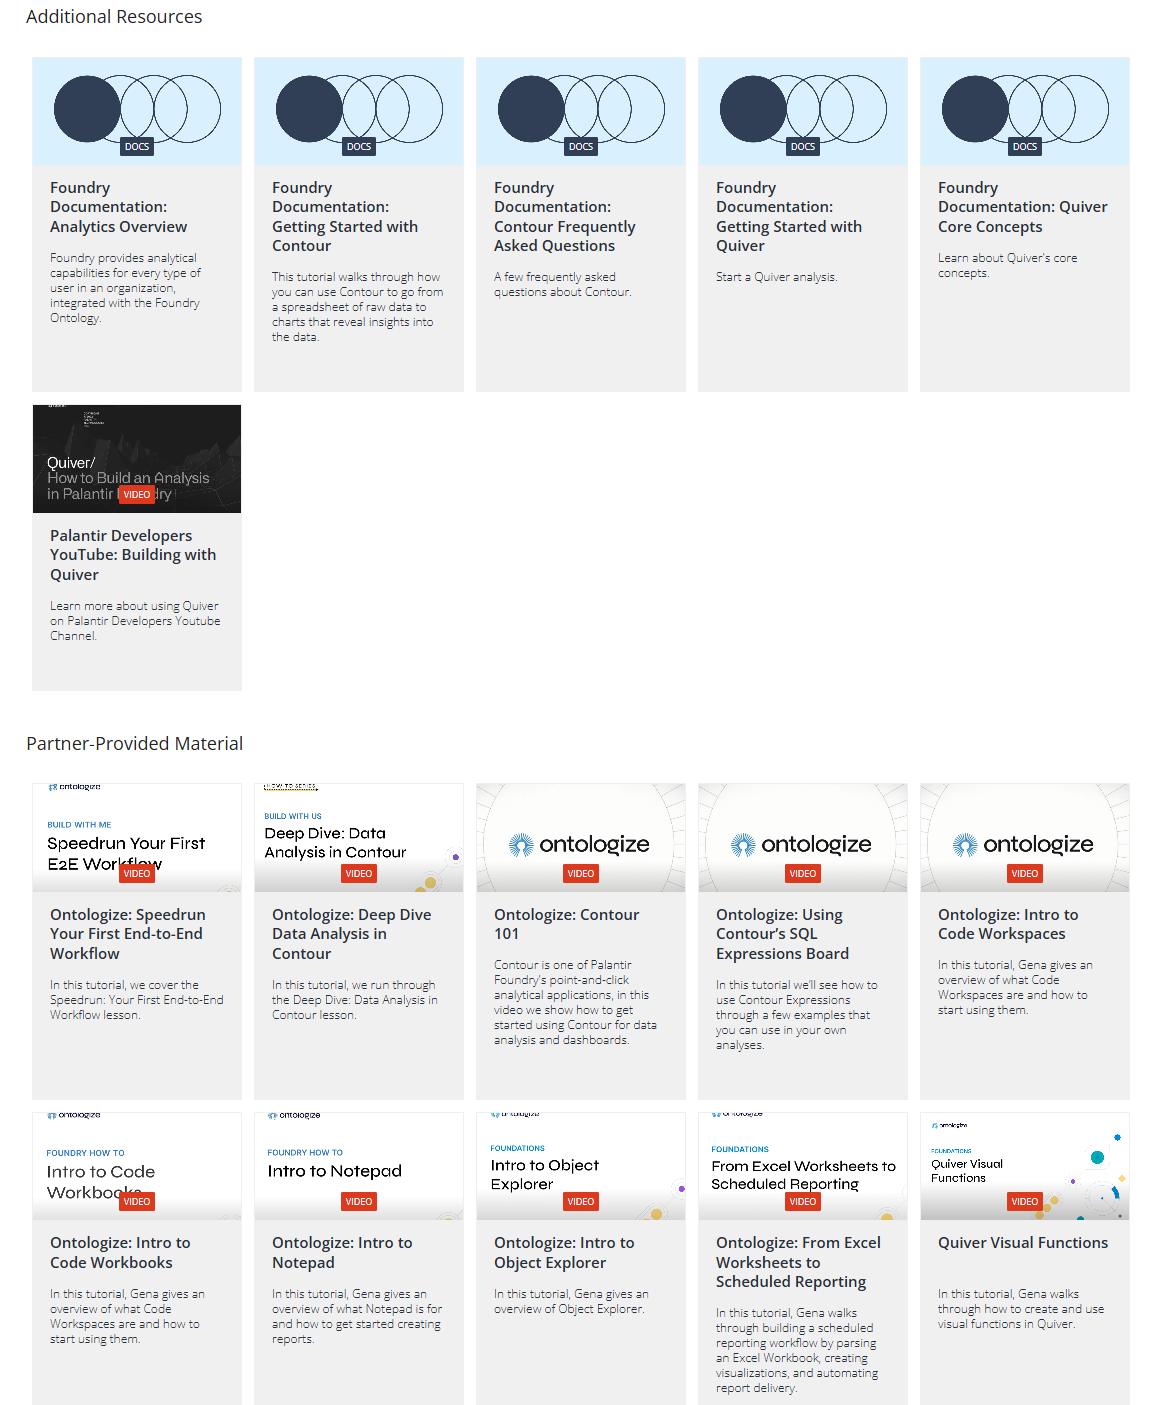 Additional Resources
DOCS
DOCS
DOCS
DOCS
DOCS
Foundry
Documentation:
Analytics Overview
Foundry provides analytical
capabilities for every type of
user in an organization,
integrated with the Foundry
Ontology.
Foundry
Documentation:
Getting Started with
Contour
This tutorial walks through how
you can use Contour to go from
a spreadsheet of raw data to
charts that reveal insights into
the data.
Foundry
Documentation:
Contour Frequently
Asked Questions
A few frequently asked
questions about Contour.
Foundry
Documentation:
Getting Started with
Quiver
Start a Quiver analysis.
Foundry
Documentation: Quiver
Core Concepts
Learn about Quiver's core
concepts.
Quiver/
How to Build an Analysis
in Palantir
VIDEO
Palantir Developers
YouTube: Building with
Quiver
Learn more about using Quiver
on Palantir Developers Youtube
Channel.
Partner-Provided Material
ontologize
BUILD WITH ME
Speedrun Your First
E2E Workflow
VIDEO
Ontologize: Speedrun
Your First End-to-End
Workflow
In this tutorial, we cover the
Speedrun: Your First End-to-End
Workflow lesson.
HOW TO SERIES
BUILD WITH US
Deep Dive: Data
Analysis in Contour
VIDEO
Ontologize: Deep Dive
Data Analysis in
Contour
In this tutorial, we run through
the Deep Dive: Data Analysis in
Contour lesson.
ontologize
VIDEO
Ontologize: Contour
101
Contour is one of Palantir
Foundry's point-and-click
analytical applications, in this
video we show how to get
started using Contour for data
analysis and dashboards.
ontologize
VIDEO
Ontologize: Using
Contour's SQL
Expressions Board
In this tutorial we'll see how to
use Contour Expressions
through a few examples that
you can use in your own
analyses.
ontologize
VIDEO
Ontologize: Intro to
Code Workspaces
In this tutorial, Gena gives an
overview of what Code
Workspaces are and how to
start using them.
ontologize
FOUNDRY HOW TO
Intro to Code
Workbooks
VIDEO
Ontologize: Intro to
Code Workbooks
In this tutorial, Gena gives an
overview of what Code
Workspaces are and how to
start using them.
ontologize
FOUNDRY HOW TO
Intro to Notepad
VIDEO
Ontologize: Intro to
Notepad
In this tutorial, Gena gives an
overview of what Notepad is for
and how to get started creating
reports.
ontologize
FOUNDATIONS
Intro to Object
Explorer
VIDEO
Ontologize: Intro to
Object Explorer
In this tutorial, Gena gives an
overview of Object Explorer.
ontologize
FOUNDATIONS
From Excel Worksheets to
Scheduled Reporting
VIDEO
Ontologize: From Excel
Worksheets to
Scheduled Reporting
In this tutorial, Gena walks
through building a scheduled
reporting workflow by parsing
an Excel Workbook, creating
visualizations, and automating
report delivery.
ontologize
FOUNDATIONS
Quiver Visual
Functions
VIDEO
Quiver Visual Functions
In this tutorial, Gena walks
through how to create and use
visual functions in Quiver.